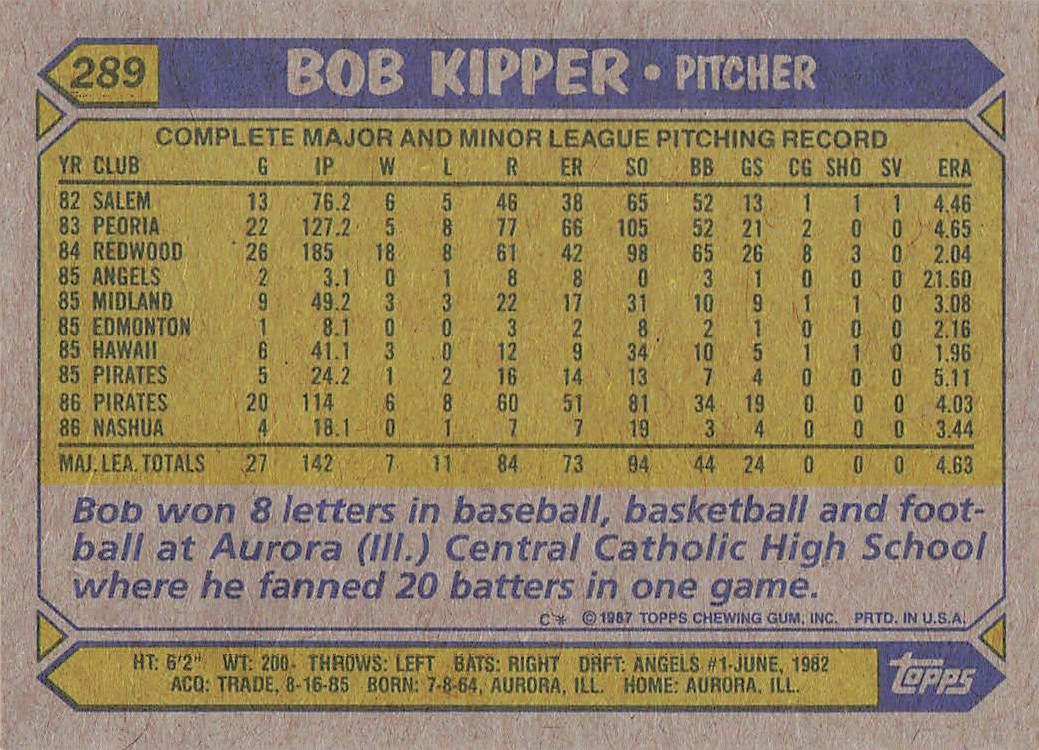 289 BOB KIPPER • PITCHER
COMPLETE MAJOR AND MINOR LEAGUE PITCHING RECORD
YR CLUB G IP W L R ER SO BB GS CG SHO SV ERA
82 SALEM 13 76.2 6 5 46 38 65 52 13 1 1 1 4.46
83 PEORIA 22 127.2 5 8 77 66 105 52 21 2 0 0 4.65
84 REDWOOD 26 185 18 8 61 42 98 65 26 8 3 0 2.04
85 ANGELS 2 3.1 0 1 8 8 0 3 1 0 0 0 21.60
85 MIDLAND 9 49.2 3 3 22 17 31 10 9 1 1 0 3.08
85 EDMONTON 1 8.1 0 0 3 2 8 2 1 0 0 0 2.16
85 HAWAII 6 41.1 3 0 12 9 34 10 5 1 1 0 1.96
85 PIRATES 5 24.2 1 2 16 14 13 7 4 0 0 0 5.11
86 PIRATES 20 114 6 8 60 51 81 34 19 0 0 0 4.03
86 NASHUA 4 18.1 0 1 7 7 19 3 4 0 0 0 3.44
MAJ. LEA. TOTALS 27 142 7 11 84 73 94 44 24 0 0 0 4.63
Bob won 8 letters in baseball, basketball and foot-
ball at Aurora (Ill.) Central Catholic High School
where he fanned 20 batters in one game.
C* © 1987 TOPPS CHEWING GUM, INC. PRTD. IN U.S.A.
HT: 6'2" WT: 200 THROWS: LEFT BATS: RIGHT DRFT: ANGELS #1-JUNE, 1982
ACQ: TRADE, 8-16-85 BORN: 7-8-64, AURORA, ILL. HOME: AURORA, ILL.
topps